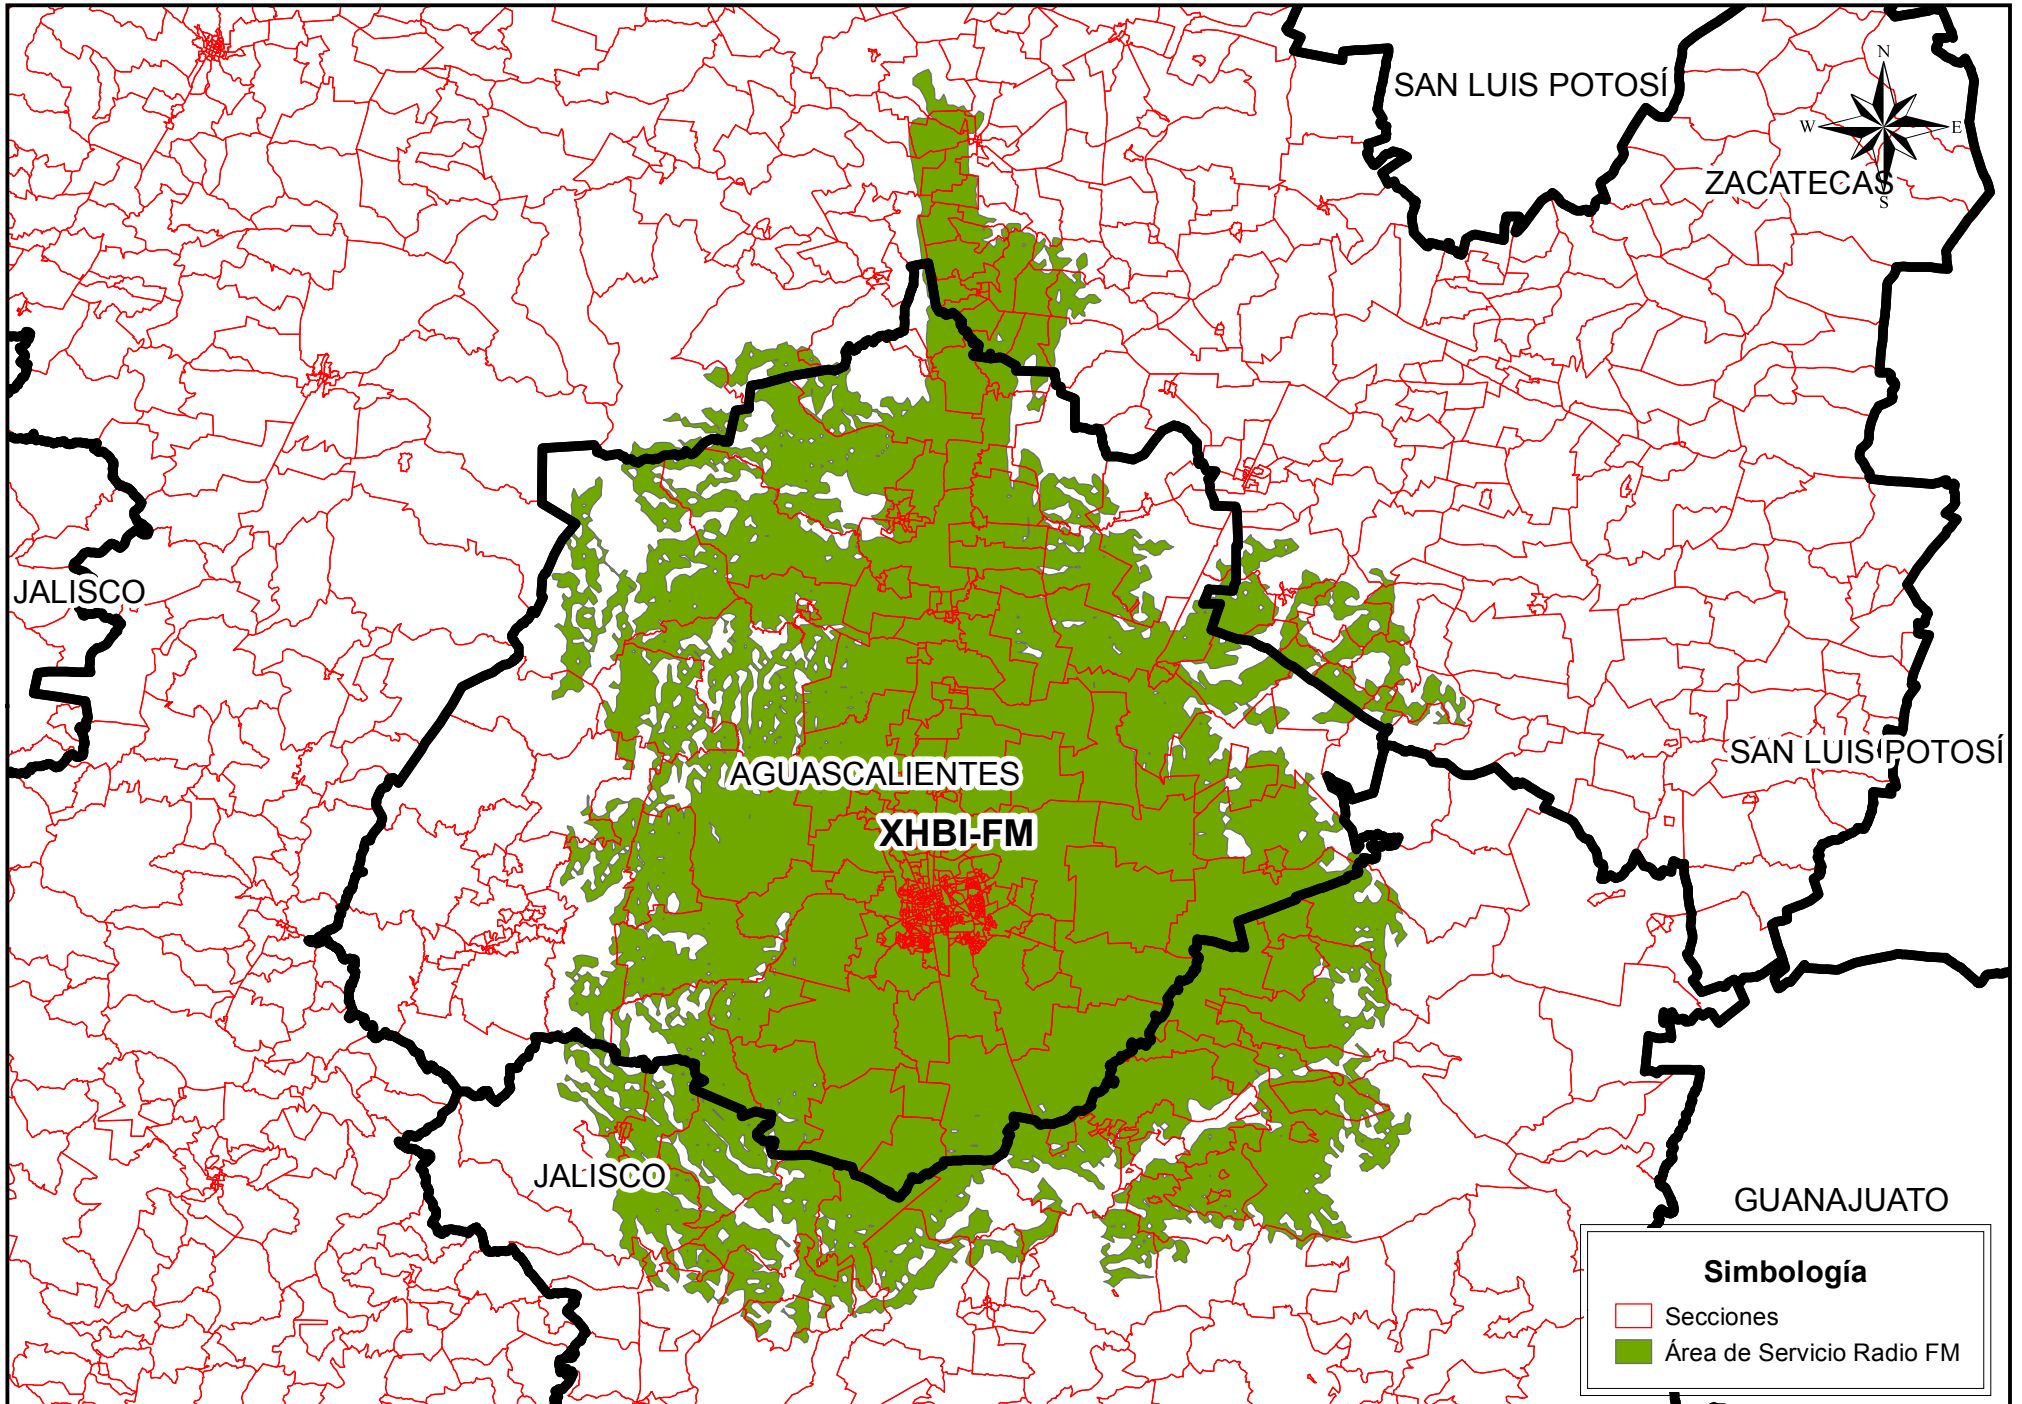 SAN LUIS POTOSÍ
N
W
E
S
ZACATECAS
JALISCO
SAN LUIS POTOSÍ
AGUASCALIENTES
XHBI-FM
JALISCO
GUANAJUATO
Simbología
Secciones
Área de Servicio Radio FM